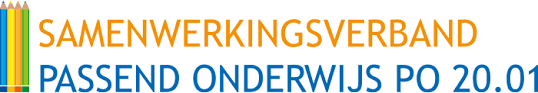 SAMENWERKINGSVERBAND
PASSEND ONDERWIJS PO 20.01